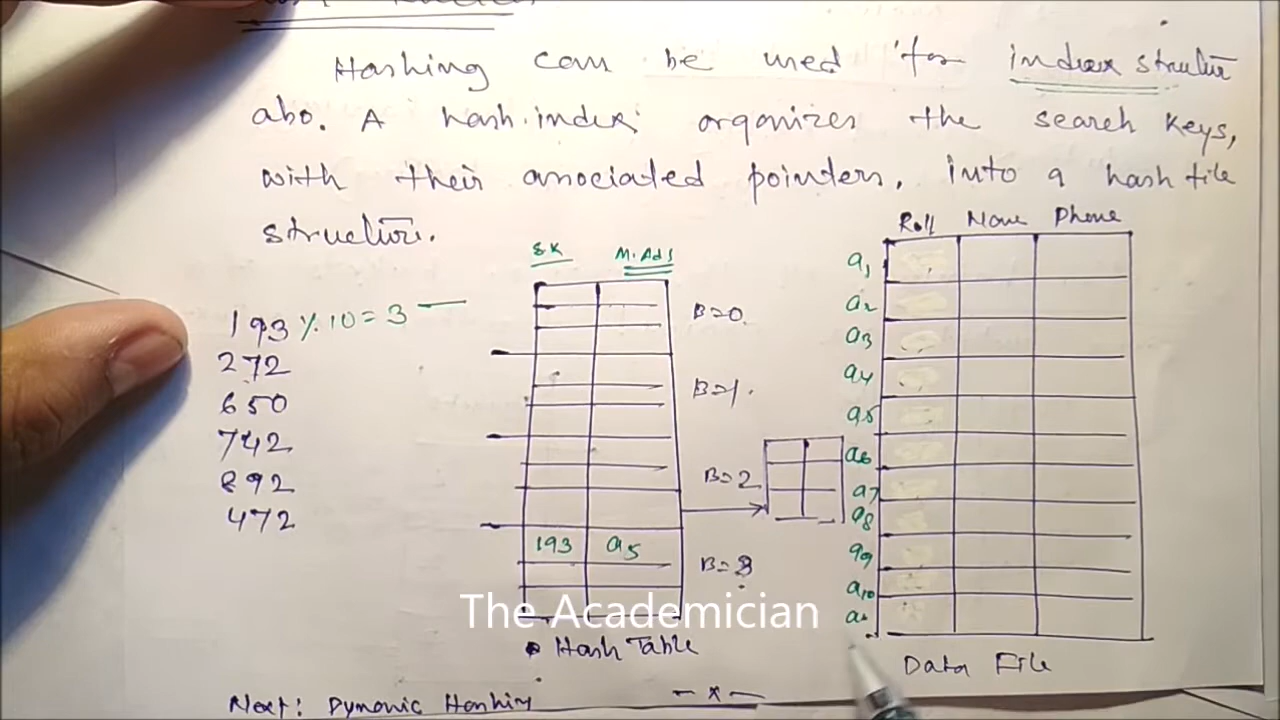 Hashing can be used for index structure
also. A hash index organizes the search keys,
with their associated pointers, into a hash file
structure.
S.K M.Ads
Roll Name Phone
193 % 10 = 3
272
650
742
892
472
B=0
B=1
B=2
193 a5
B=3
a1
a2
a3
a4
a5
a6
a7
a8
a9
a10
The Academician
Hash Table
Data File
Next: Dynamic Hashing